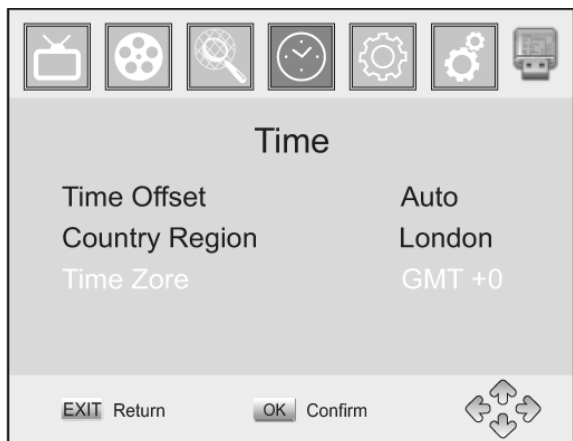 Time
Time Offset Auto
Country Region London
Time Zore GMT +0
EXIT Return OK Confirm